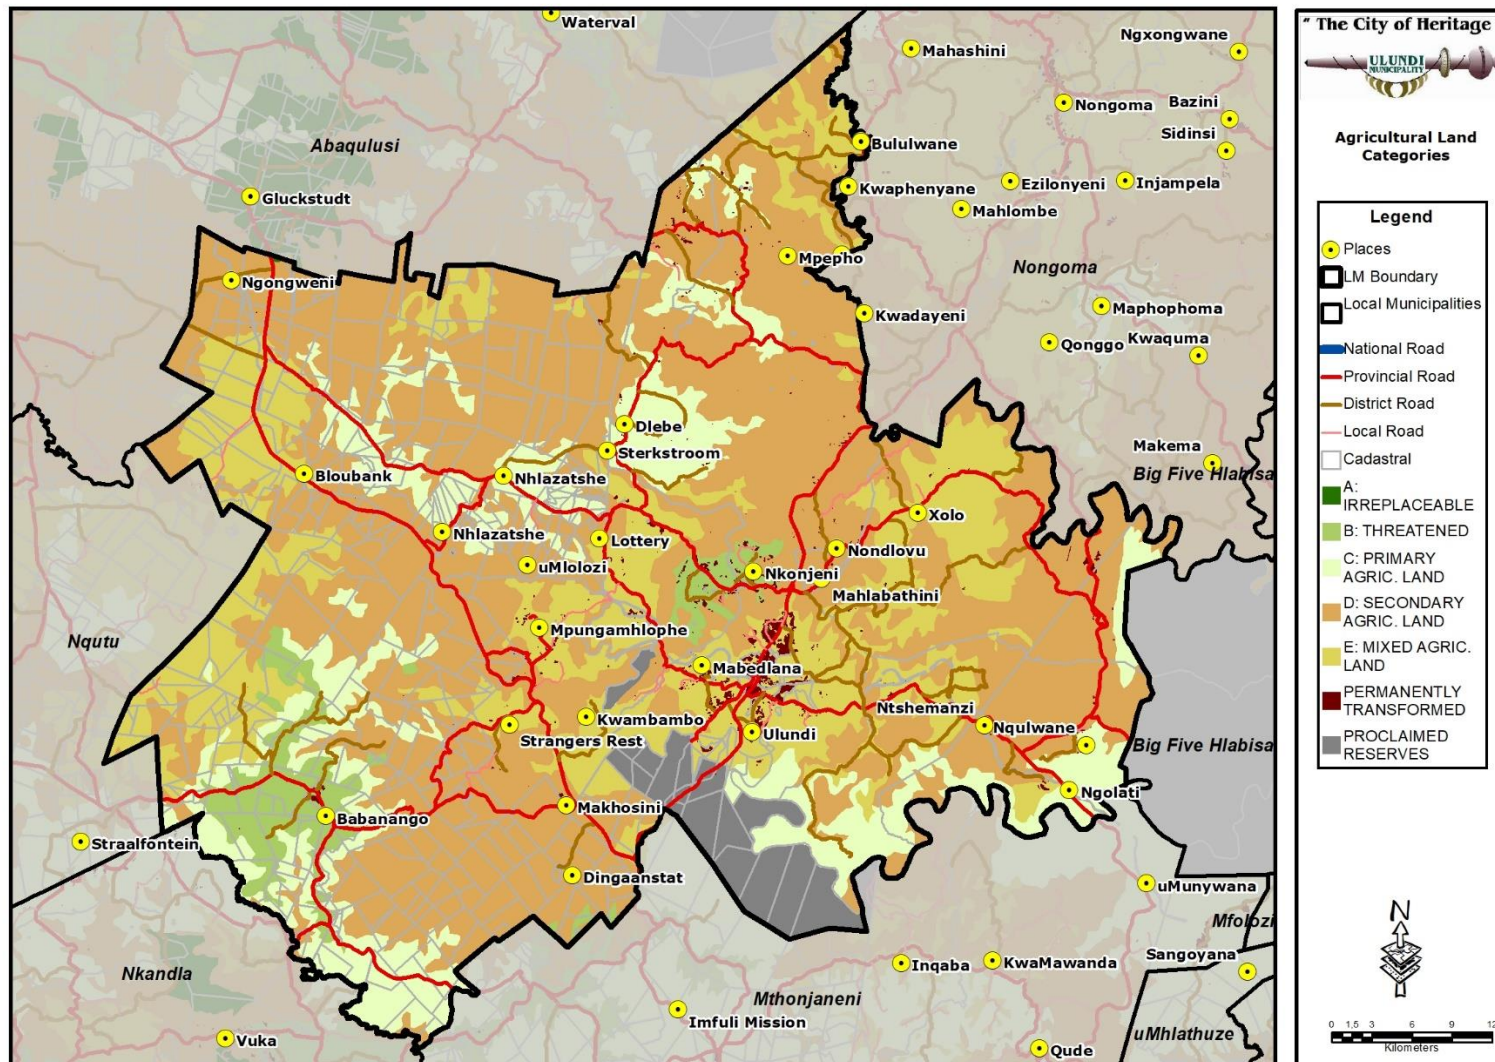 Waterval
Mahashini
Ngxongwane
Nongoma
Bazini
Sidinsi
Abaqulusi
Bululwane
Gluckstudt
Kwaphenyane
Ezilonyeni
Injampela
Mahlombe
Mpepho
Nongoma
Ngongweni
Maphophoma
Kwadayeni
Qonggo
Kwaquma
Dlebe
Sterkstroom
Makema
Bloubank
Nhlazatshe
Big Five Hlabisa
Xolo
Nhlazatshe
Lottery
Nondlovu
uMlolozi
Nkonjeni
Mahlabathini
Nqutu
Mpungamhlophe
Mabedlana
Ntshemanzi
Kwambambo
Strangers Rest
Ulundi
Nqulwane
Big Five Hlabisa
Ngolati
Makhosini
Babanango
Straalfontein
Dingaanstat
uMunywana
Mfolozi
Nkandla
Inqaba
KwaMawanda
Sangoyana
Mthonjaneni
Imfuli Mission
uMhlathuze
Vuka
Qude
" The City of Heritage
ULUNDI
MUNICIPALITY
Agricultural Land
Categories
Legend
Places
LM Boundary
Local Municipalities
National Road
Provincial Road
District Road
Local Road
Cadastral
A:
IRREPLACEABLE
B: THREATENED
C: PRIMARY
AGRIC. LAND
D: SECONDARY
AGRIC. LAND
E: MIXED AGRIC.
LAND
PERMANENTLY
TRANSFORMED
PROCLAIMED
RESERVES
N
0 1,5 3 6 9 12
Kilometers